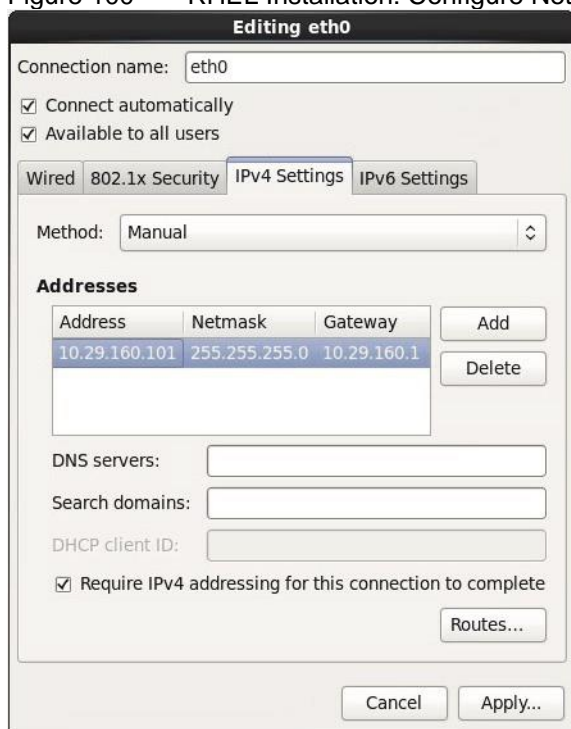 Editing eth0
Connection name: eth0
Connect automatically
Available to all users
Wired 802.1x Security IPv4 Settings IPv6 Settings
Method: Manual
Addresses
Address Netmask Gateway Add
10.29.160.101 255.255.255.0 10.29.160.1
Delete
DNS servers:
Search domains:
DHCP client ID:
Require IPv4 addressing for this connection to complete
Routes...
Cancel Apply...